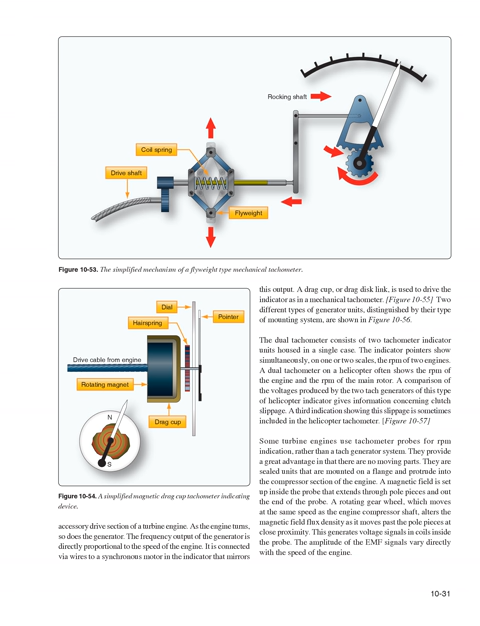 Rocking shaft
Coil spring
Drive shaft
Flyweight
Figure 10-53. The simplified mechanism of a flyweight type mechanical tachometer.
Dial
Pointer
Hairspring
Drive cable from engine
Rotating magnet
N
Drag cup
S
Figure 10-54. A simplified magnetic drag cup tachometer indicating
device.
accessory drive section of a turbine engine. As the engine turns,
so does the generator. The frequency output of the generator is
directly proportional to the speed of the engine. It is connected
via wires to a synchronous motor in the indicator that mirrors
this output. A drag cup, or drag disk link, is used to drive the
indicator as in a mechanical tachometer. [Figure 10-55] Two
different types of generator units, distinguished by their type
of mounting system, are shown in Figure 10-56.
The dual tachometer consists of two tachometer indicator
units housed in a single case. The indicator pointers show
simultaneously, on one or two scales, the rpm of two engines.
A dual tachometer on a helicopter often shows the rpm of
the engine and the rpm of the main rotor. A comparison of
the voltages produced by the two tach generators of this type
of helicopter indicator gives information concerning clutch
slippage. A third indication showing this slippage is sometimes
included in the helicopter tachometer. [Figure 10-57]
Some turbine engines use tachometer probes for rpm
indication, rather than a tach generator system. They provide
a great advantage in that there are no moving parts. They are
sealed units that are mounted on a flange and protrude into
the compressor section of the engine. A magnetic field is set
up inside the probe that extends through pole pieces and out
the end of the probe. A rotating gear wheel, which moves
at the same speed as the engine compressor shaft, alters the
magnetic field flux density as it moves past the pole pieces at
close proximity. This generates voltage signals in coils inside
the probe. The amplitude of the EMF signals vary directly
with the speed of the engine.
10-31